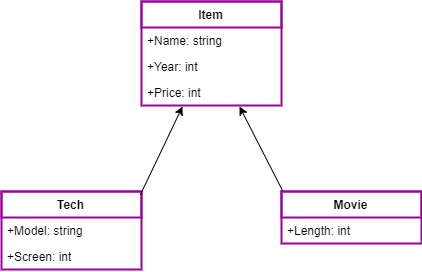 Item
+Name: string
+Year: int
+Price: int
Tech
+Model: string
+Screen: int
Movie
+Length: int